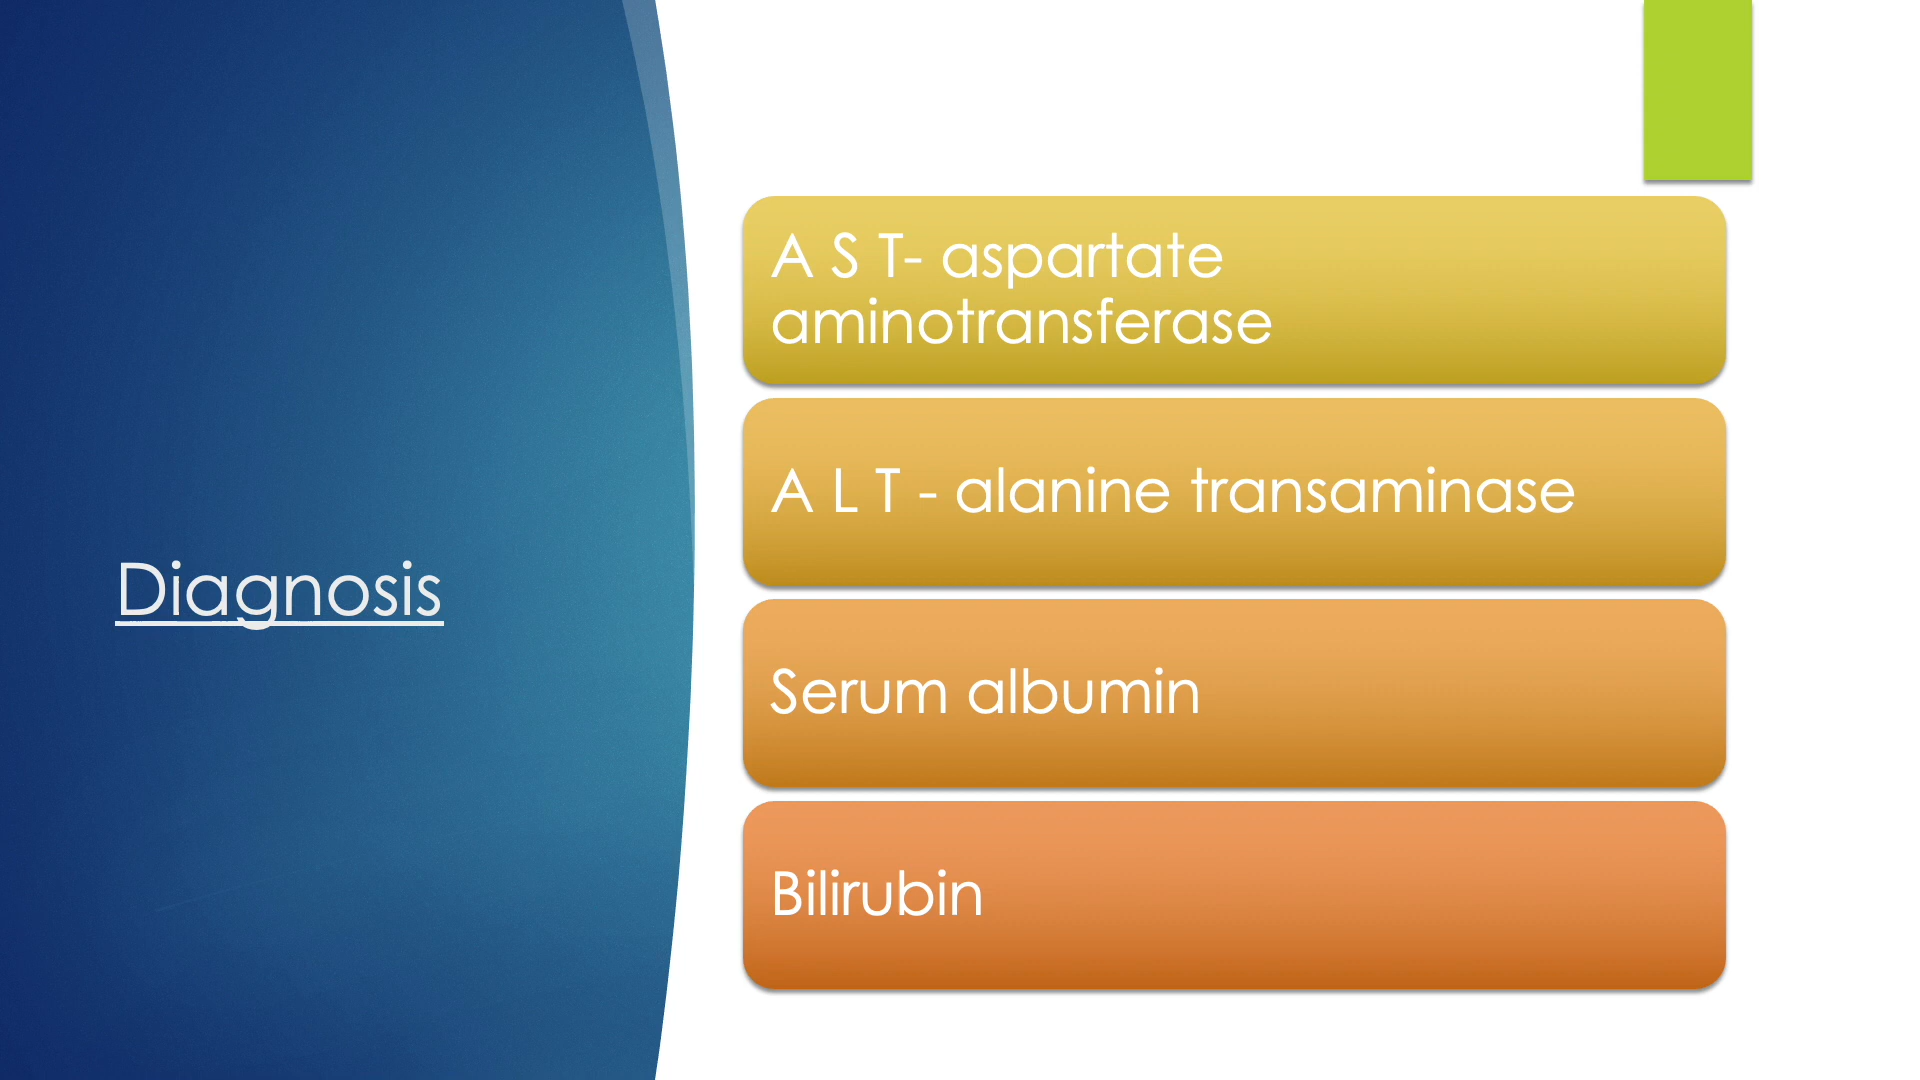 Diagnosis
A S T- aspartate
aminotransferase
A L T - alanine transaminase
Serum albumin
Bilirubin